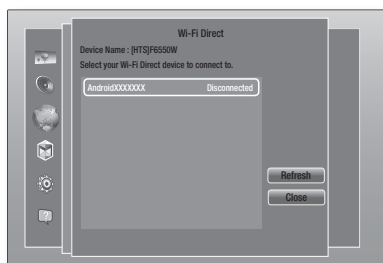 Wi-Fi Direct
Device Name : [HTS]F6550W
Select your Wi-Fi Direct device to connect to.
AndroidXXXXXXX Disconnected
Refresh
Close
?